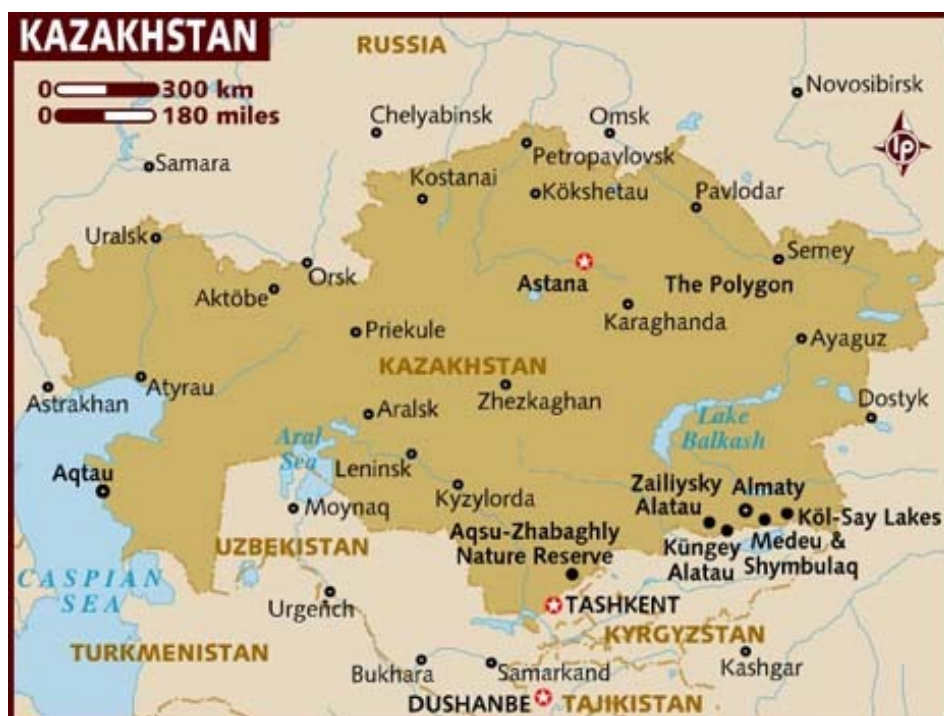 KAZAKHSTAN
RUSSIA
0 300 km
0 180 miles
Novosibirsk
Chelyabinsk
Omsk
LP
Samara
Petropavlovsk
Kostanai
Kökshetau
Pavlodar
Uralsk
Semey
Orsk
Astana
The Polygon
Aktöbe
Karaghanda
Priekule
Ayaguz
KAZAKHSTAN
Atyrau
Astrakhan
Zhezkaghan
Dostyk
Aralsk
Lake
Balkash
Aral
Sea
Leninsk
Aqtau
Kyzylorda
Zailiysky
Alatau
Almaty
Moynaq
Köl-Say Lakes
Aqsu-Zhabaghly
Nature Reserve
Küngey
Alatau
Medeu &
Shymbulaq
UZBEKISTAN
CASPIAN
SEA
Urgench
TASHKENT
KYRGYZSTAN
TURKMENISTAN
Bukhara
Samarkand
Kashgar
DUSHANBE
TAJIKISTAN